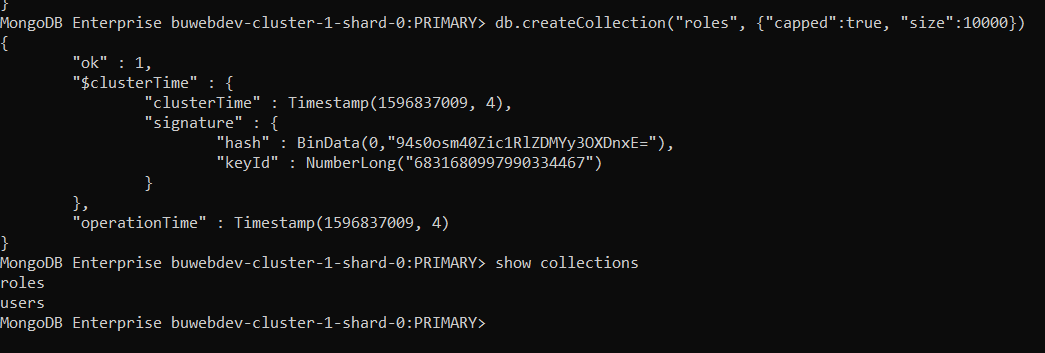 }
MongoDB Enterprise buwebdev-cluster-1-shard-0:PRIMARY> db.createCollection("roles", {"capped":true, "size":10000})
{
        "ok" : 1,
        "$clusterTime" : {
                "clusterTime" : Timestamp(1596837009, 4),
                "signature" : {
                        "hash" : BinData(0,"94s0osm40Zic1RlZDMYy3OXDnxE="),
                        "keyId" : NumberLong("6831680997990334467")
                }
        },
        "operationTime" : Timestamp(1596837009, 4)
}
MongoDB Enterprise buwebdev-cluster-1-shard-0:PRIMARY> show collections
roles
users
MongoDB Enterprise buwebdev-cluster-1-shard-0:PRIMARY>